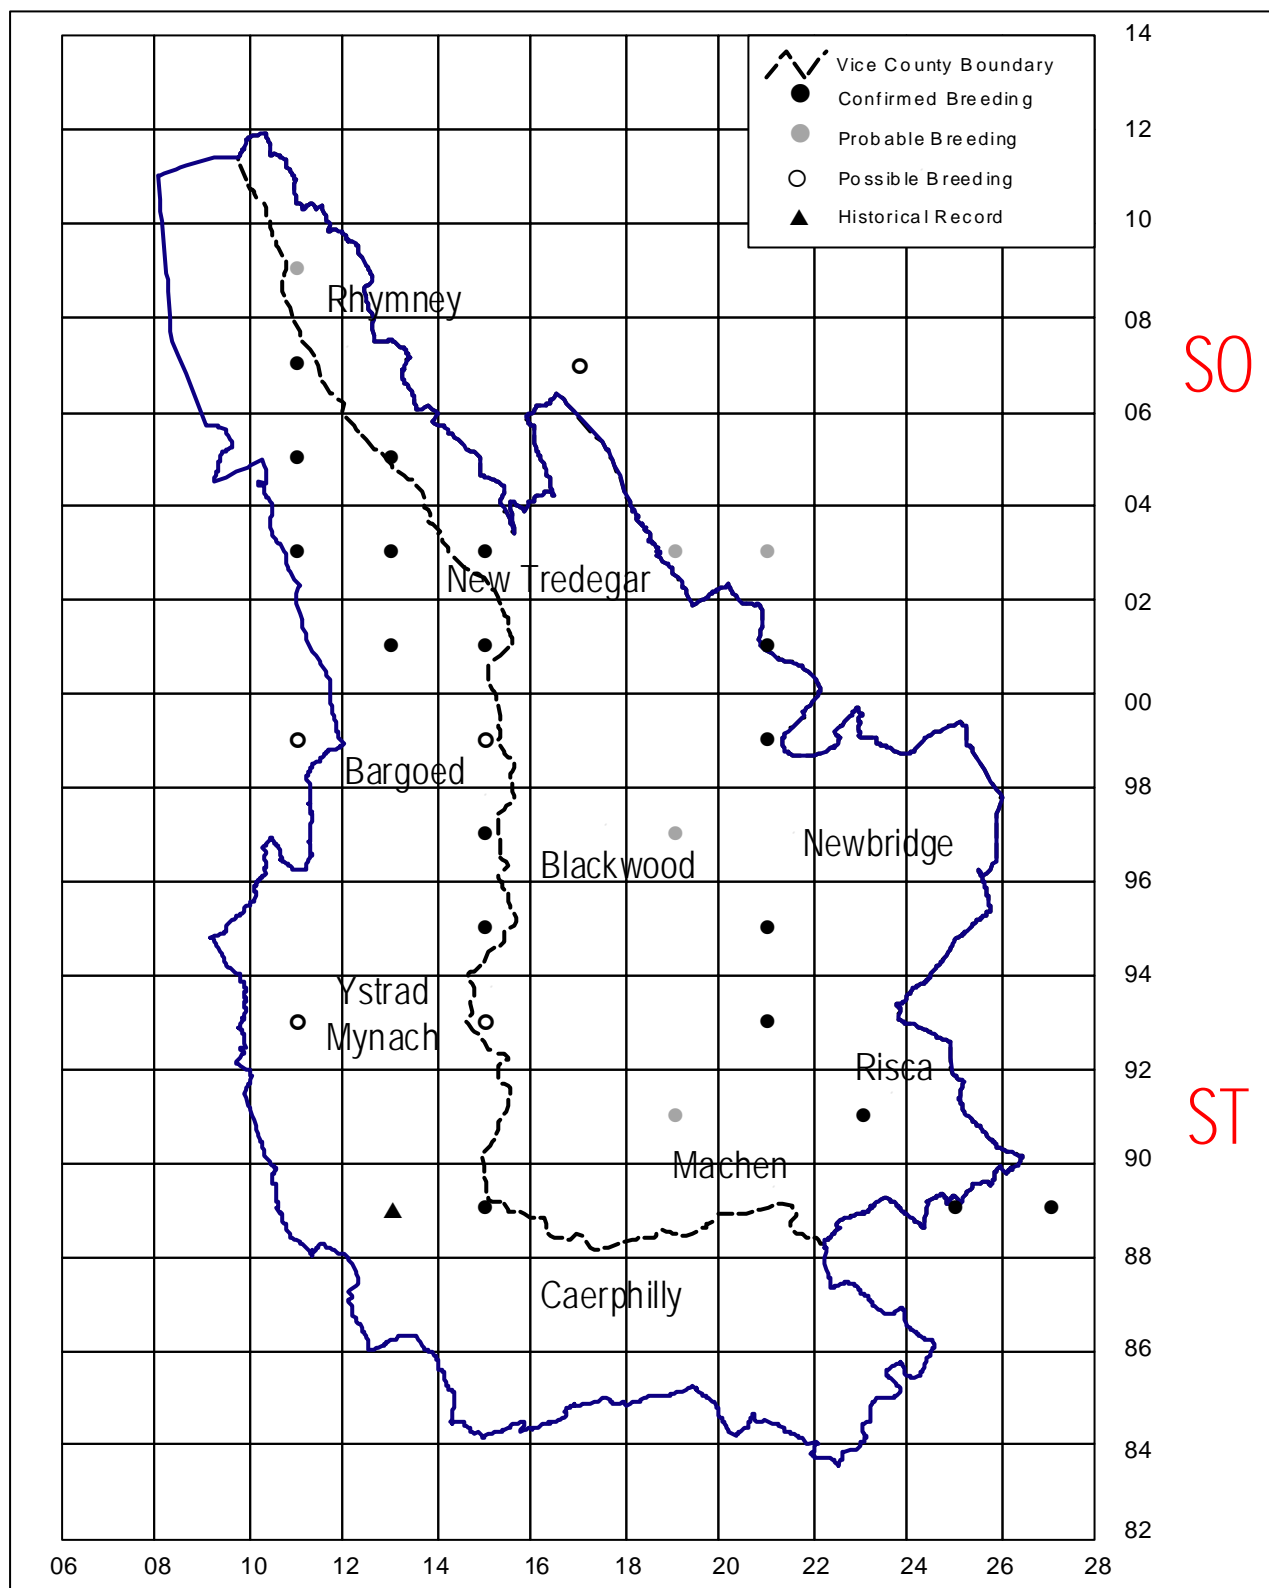 14
Vice County Boundary
Confirmed Breeding
12
Probable Breeding
Possible Breeding
10
Historical Record
Rhymney
08
SO
06
04
New Tredegar
02
00
Bargoed
98
Newbridge
Blackwood
96
94
Ystrad
Mynach
Risca
92
ST
Machen
90
88
Caerphilly
86
84
82
06 08 10 12 14 16 18 20 22 24 26 28